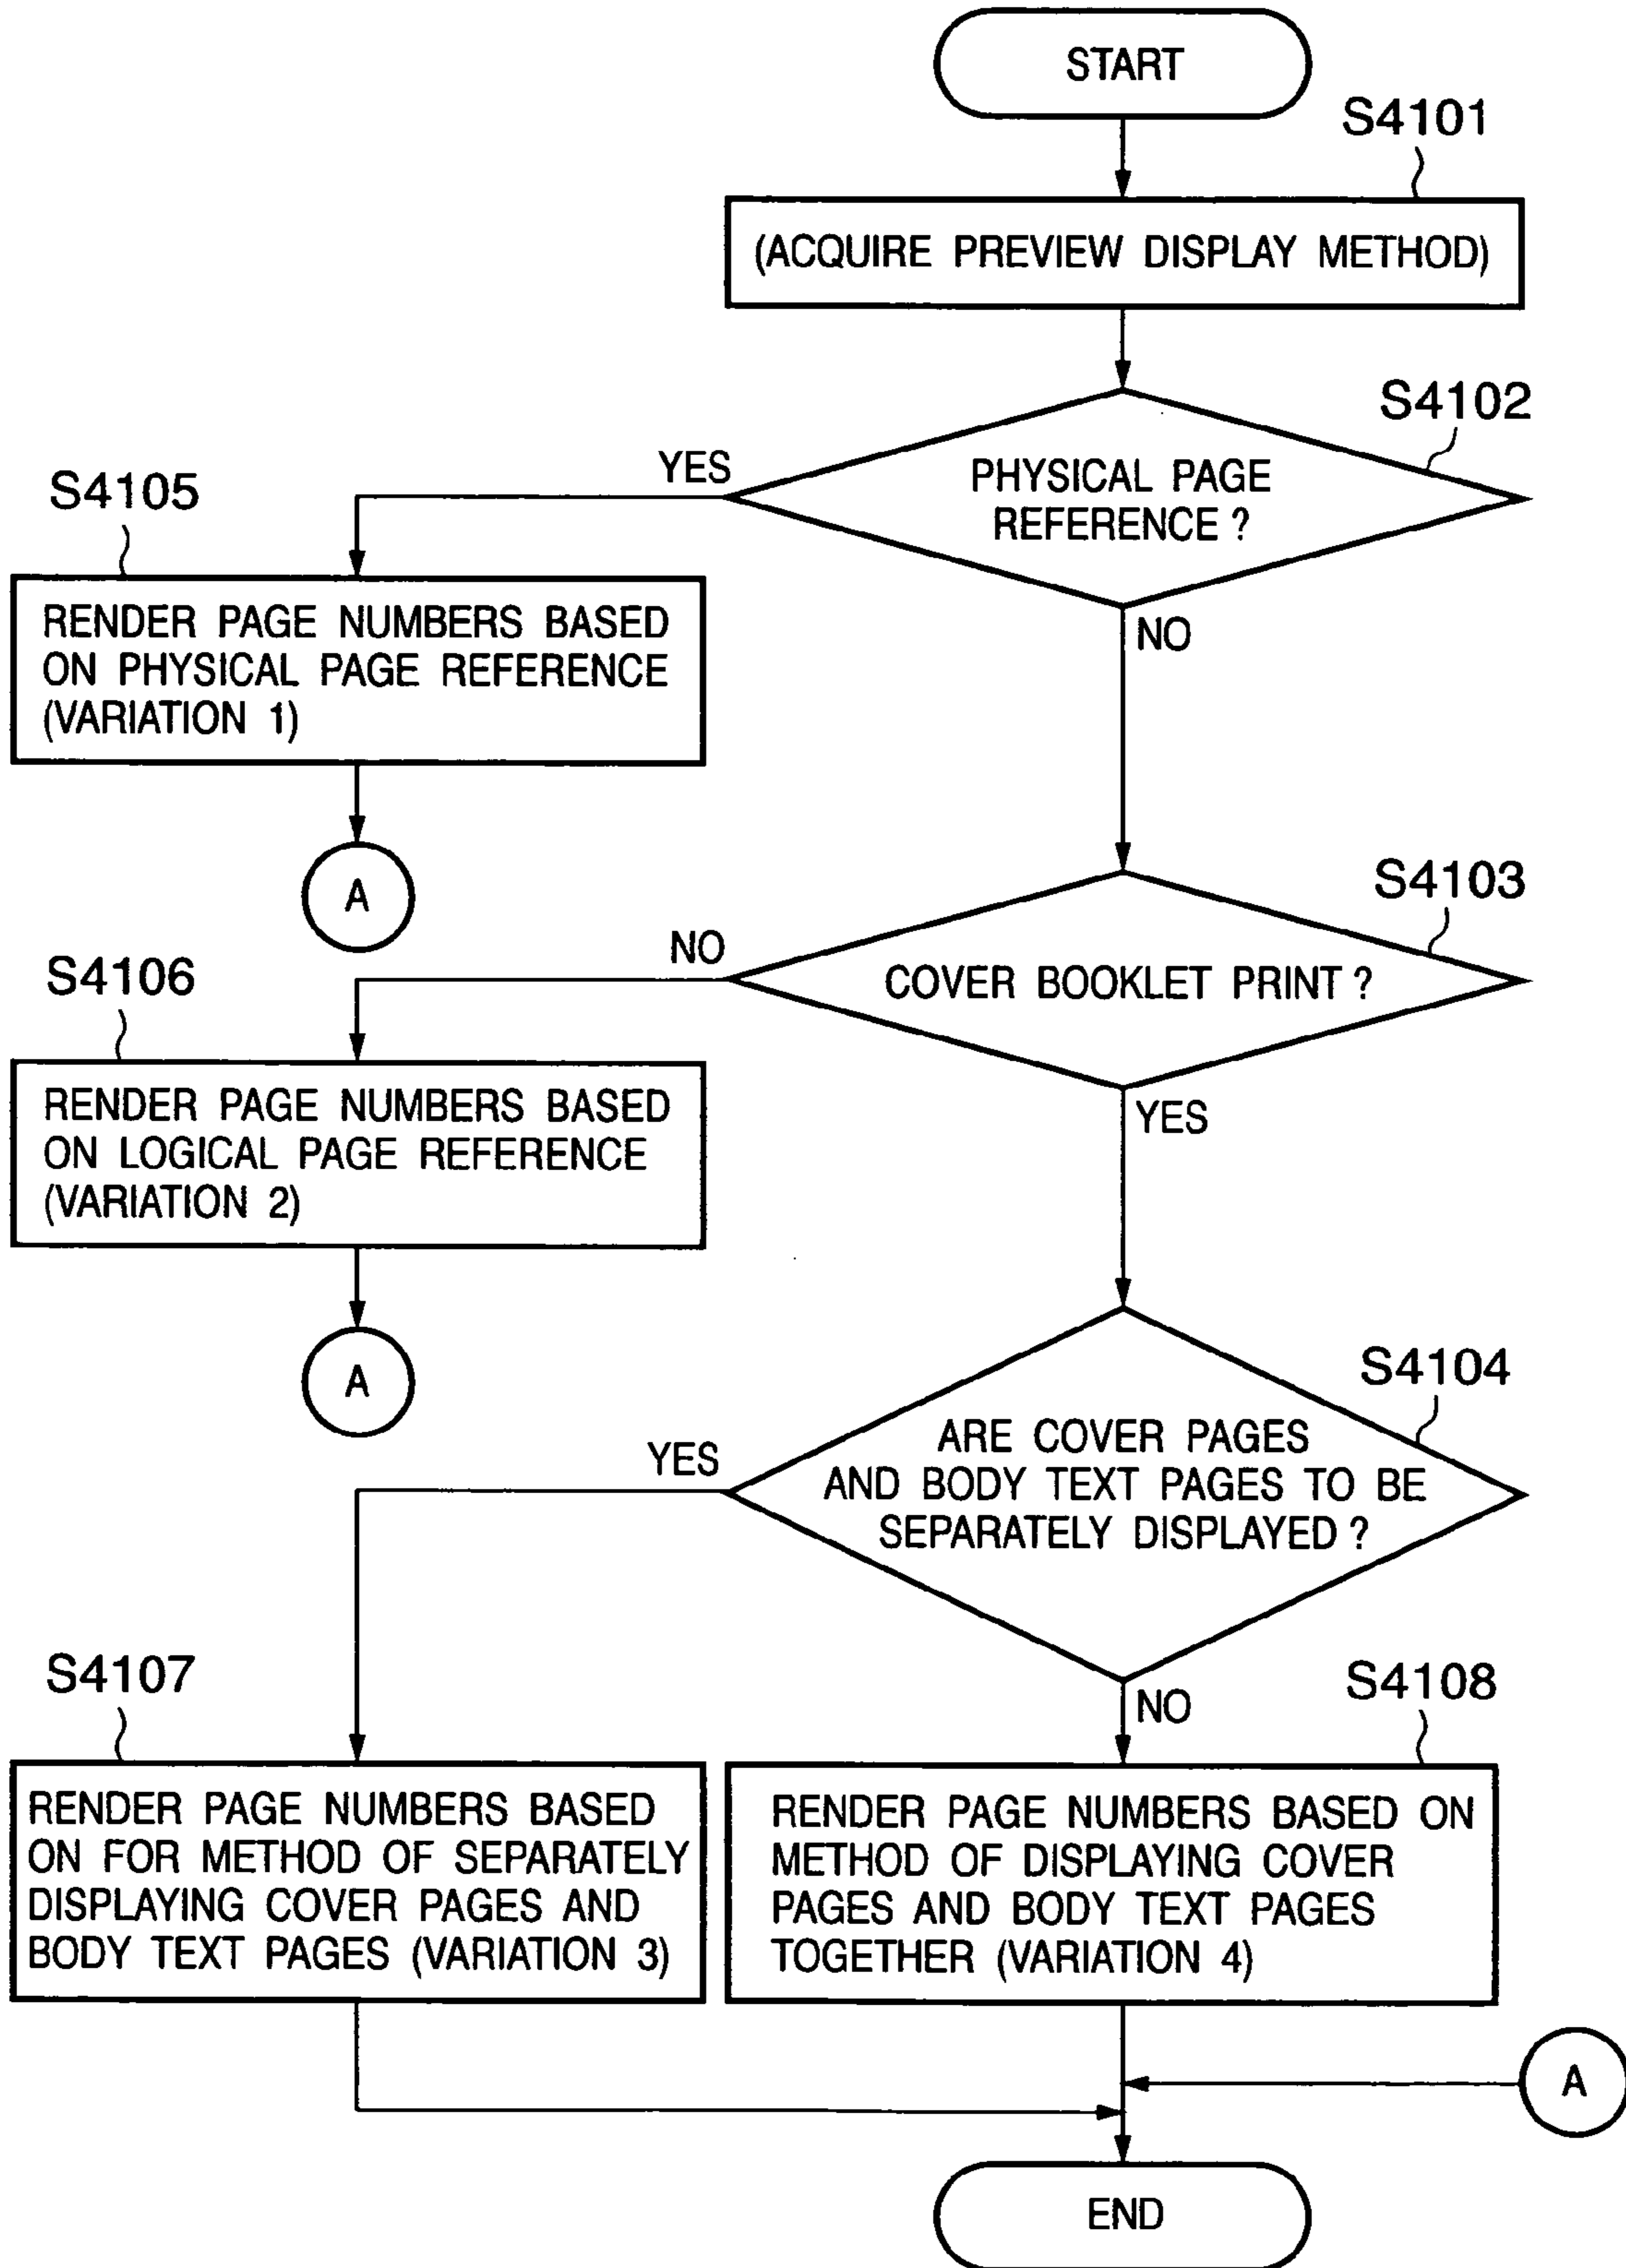 START
S4101
(ACQUIRE PREVIEW DISPLAY METHOD)
S4102
PHYSICAL PAGE
REFERENCE ?
YES
NO
S4105
RENDER PAGE NUMBERS BASED
ON PHYSICAL PAGE REFERENCE
(VARIATION 1)
A
S4103
COVER BOOKLET PRINT ?
NO
YES
S4106
RENDER PAGE NUMBERS BASED
ON LOGICAL PAGE REFERENCE
(VARIATION 2)
A
S4104
ARE COVER PAGES
AND BODY TEXT PAGES TO BE
SEPARATELY DISPLAYED ?
YES
NO
S4107
RENDER PAGE NUMBERS BASED
ON FOR METHOD OF SEPARATELY
DISPLAYING COVER PAGES AND
BODY TEXT PAGES (VARIATION 3)
S4108
RENDER PAGE NUMBERS BASED ON
METHOD OF DISPLAYING COVER
PAGES AND BODY TEXT PAGES
TOGETHER (VARIATION 4)
A
END